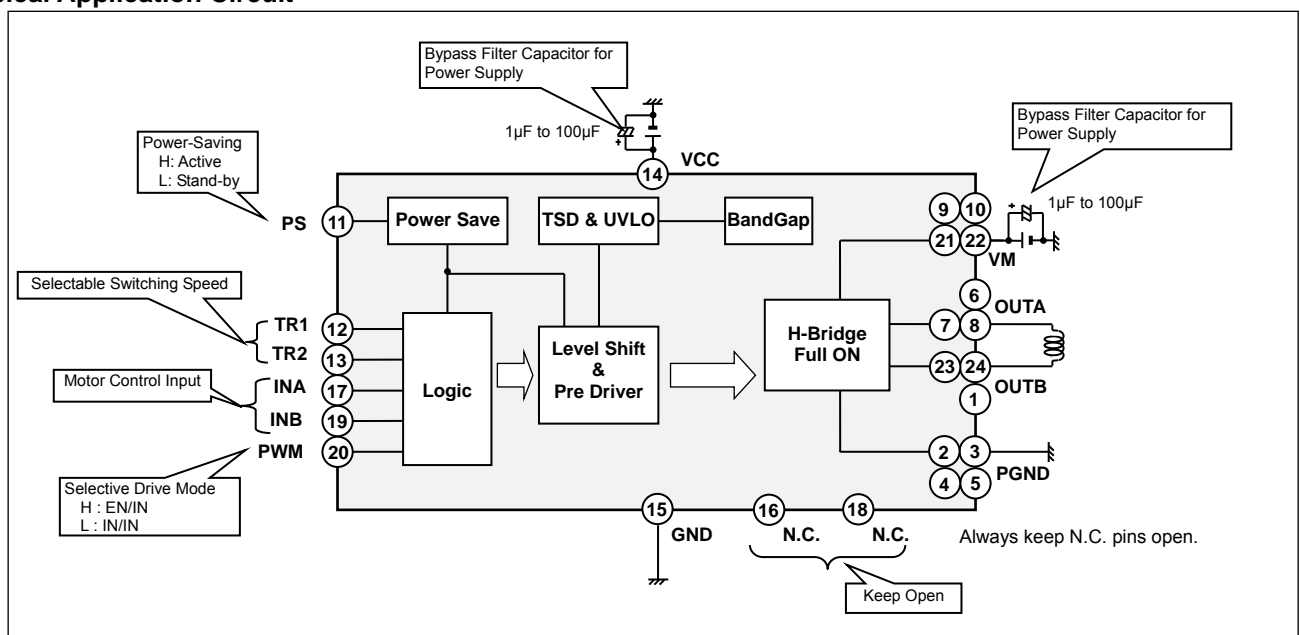 Bypass Filter Capacitor for
Power Supply
1µF to 100µF
+
VCC
14
Bypass Filter Capacitor for
Power Supply
+
1µF to 100µF
Power-Saving
H: Active
L: Stand-by
PS
11
Power Save
TSD & UVLO
BandGap
9
10
21
22
VM
Selectable Switching Speed
TR1
12
TR2
13
Motor Control Input
INA
17
INB
19
PWM
20
Selective Drive Mode
H : EN/IN
L : IN/IN
Logic
Level Shift
&
Pre Driver
H-Bridge
Full ON
6
OUTA
7
8
23
24
OUTB
1
2
3
PGND
4
5
15
GND
16
N.C.
18
N.C.
Always keep N.C. pins open.
Keep Open